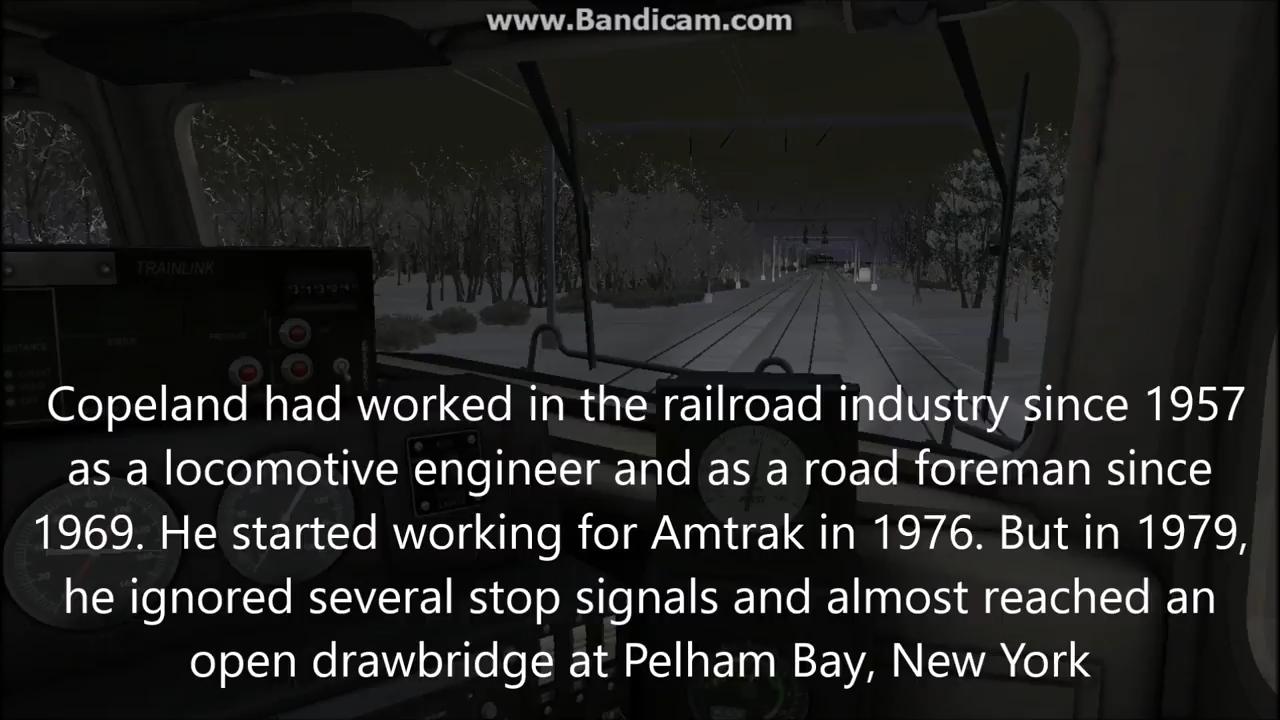 www.Bandicam.com
TRAINLINK
Copeland had worked in the railroad industry since 1957
as a locomotive engineer and as a road foreman since
1969. He started working for Amtrak in 1976. But in 1979,
he ignored several stop signals and almost reached an
open drawbridge at Pelham Bay, New York